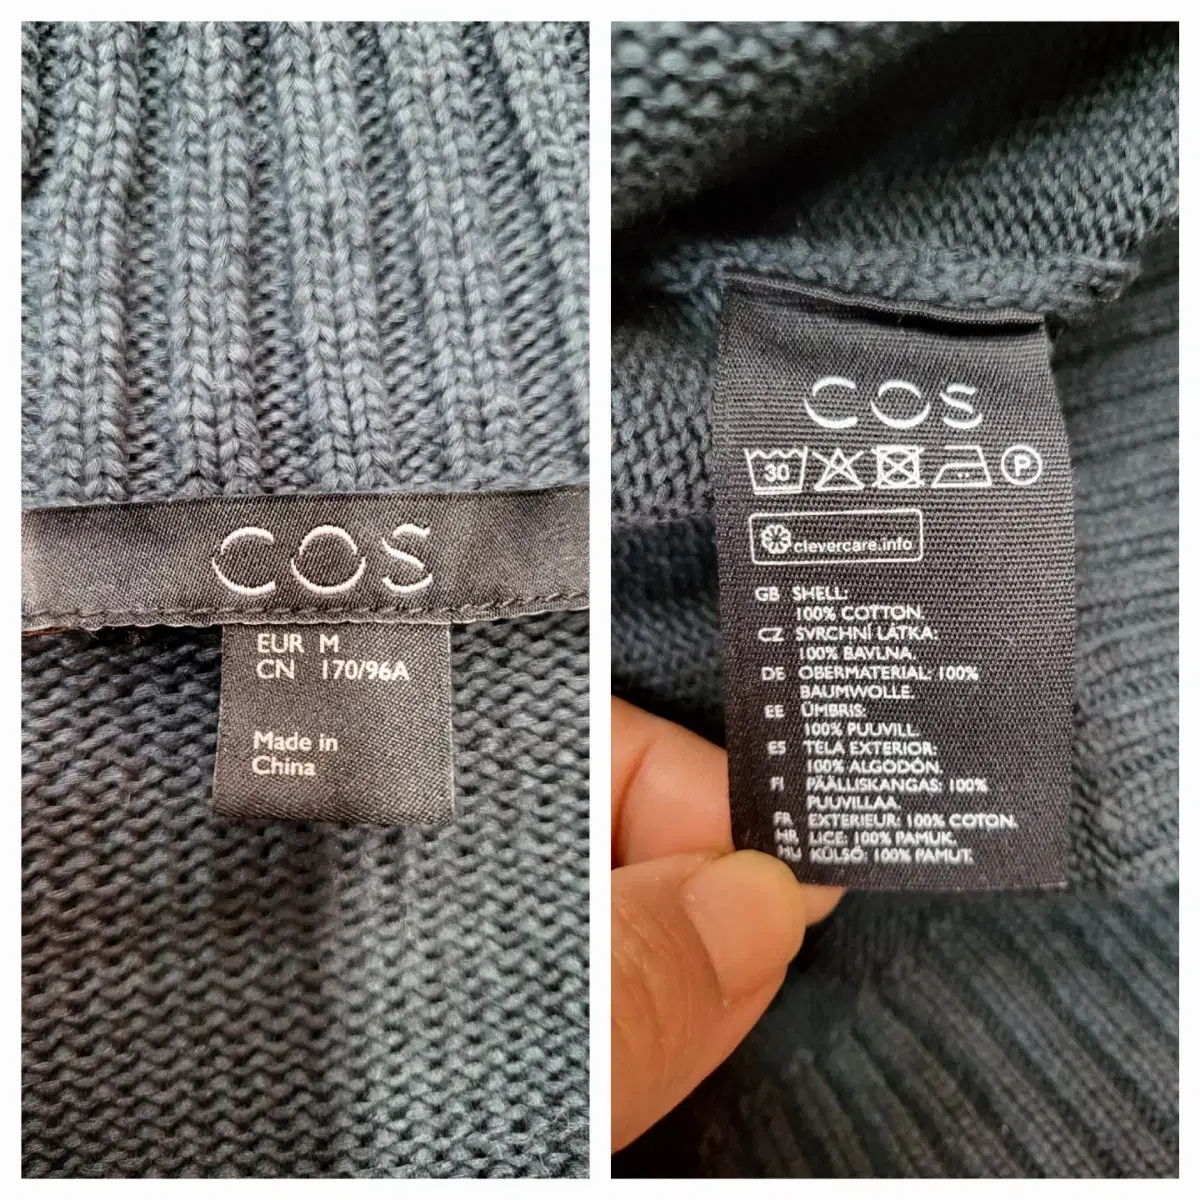 COS
EUR M
CN 170/96A
Made in
China
COS
30 P
clevercare.info
GB SHELL:
100% COTTON.
CZ SVRCHNÍ LÁTKA:
100% BAVLNA.
DE OBERMATERIAL: 100%
BAUMWOLLE.
EE ÜMBRIS:
100% PUUVILL.
ES TELA EXTERIOR:
100% ALGODÓN.
FI PÄÄLLISKANGAS: 100%
PUUVILLAA.
FR EXTERIEUR: 100% COTON.
HR LICE: 100% PAMUK.
HU KÜLSŐ: 100% PAMUT.